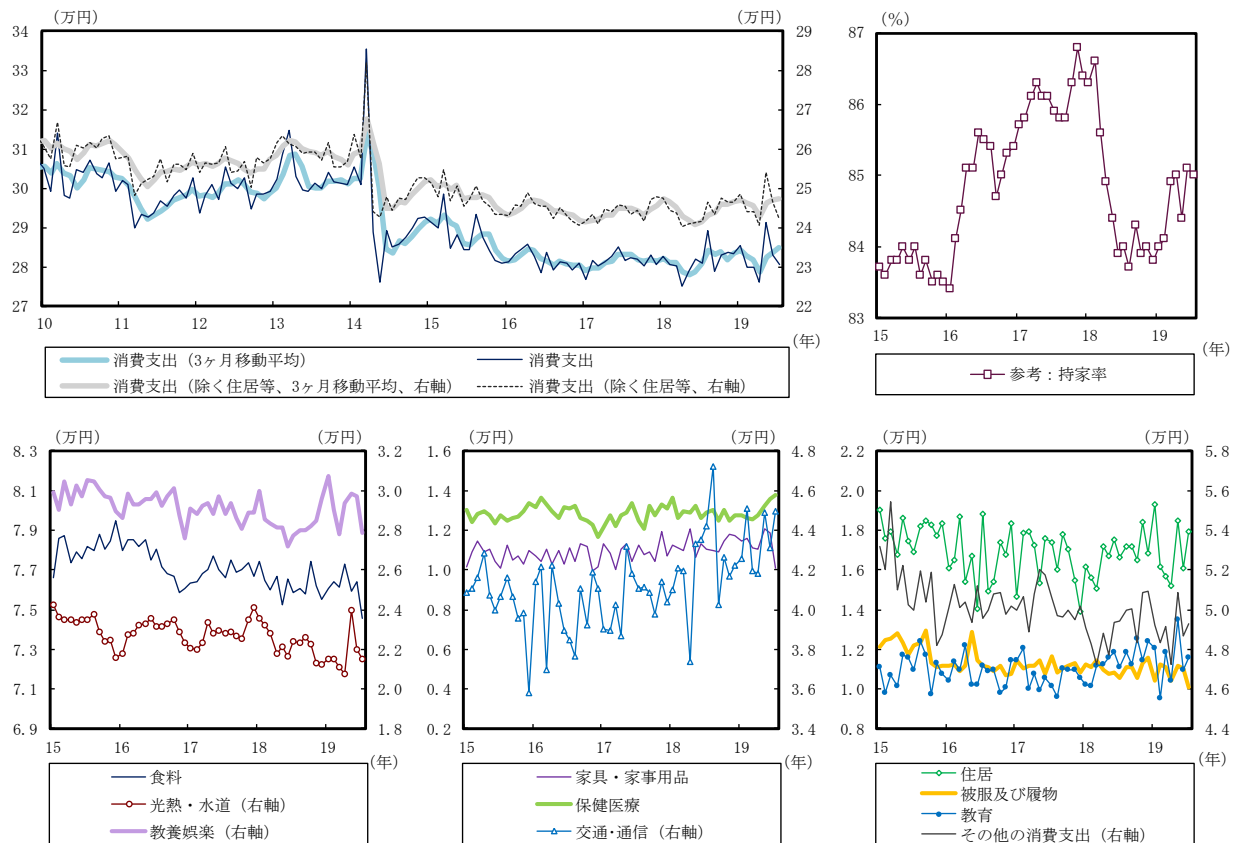 (万円)
(万円)
34
33
32
31
30
29
28
27
29
28
27
26
25
24
23
22
10 11 12 13 14 15 16 17 18 19
(年)
消費支出（3ヶ月移動平均）
消費支出
消費支出（除く住居等、3ヶ月移動平均、右軸）
消費支出（除く住居等、右軸）
(%)
87
86
85
84
83
15 16 17 18 19
(年)
参考：持家率
(万円)
(万円)
8.3
8.1
7.9
7.7
7.5
7.3
7.1
6.9
3.2
3.0
2.8
2.6
2.4
2.2
2.0
1.8
15 16 17 18 19
(年)
食料
光熱・水道（右軸）
教養娯楽（右軸）
(万円)
(万円)
1.6
1.4
1.2
1.0
0.8
0.6
0.4
0.2
4.8
4.6
4.4
4.2
4.0
3.8
3.6
3.4
15 16 17 18 19
(年)
家具・家事用品
保健医療
交通・通信（右軸）
(万円)
(万円)
2.2
2.0
1.8
1.6
1.4
1.2
1.0
0.8
5.8
5.6
5.4
5.2
5.0
4.8
4.6
4.4
15 16 17 18 19
(年)
住居
被服及び履物
教育
その他の消費支出（右軸）